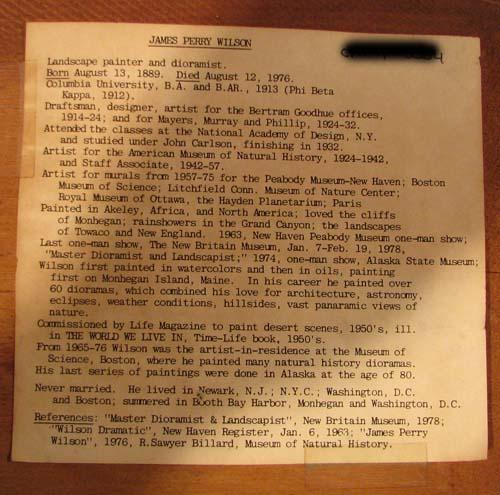 JAMES PERRY WILSON
Landscape painter and dioramist.
Born August 13, 1889. Died August 12, 1976.
Columbia University, B.A. and B.AR., 1913 (Phi Beta
Kappa, 1912).
Draftsman, designer, artist for the Bertram Goodhue offices,
1914-24; and for Mayers, Murray and Phillip, 1924-32.
Attended the classes at the National Academy of Design, N.Y.
and studied under John Carlson, finishing in 1932.
Artist for the American Museum of Natural History, 1924-1942,
and Staff Associate, 1942-57.
Artist for murals from 1957-75 for the Peabody Museum-New Haven; Boston
Museum of Science; Litchfield Conn. Museum of Nature Center;
Royal Museum of Ottawa, the Hayden Planetarium; Paris
Painted in Akeley, Africa, and North America; loved the cliffs
of Monhegan; rainshowers in the Grand Canyon; the landscapes
of Towaco and New England. 1963, New Haven Peabody Museum one-man show;
Last one-man show, The New Britain Museum, Jan. 7-Feb. 19, 1978,
"Master Dioramist and Landscapist;" 1974, one-man show, Alaska State Museum;
Wilson first painted in watercolors and then in oils, painting
first on Monhegan Island, Maine. In his career he painted over
60 dioramas, which combined his love for architecture, astronomy,
eclipses, weather conditions, hillsides, vast panaramic views of
nature.
Commissioned by Life Magazine to paint desert scenes, 1950's, ill.
in THE WORLD WE LIVE IN, Time-Life book, 1950's.
From 1965-76 Wilson was the artist-in-residence at the Museum of
Science, Boston, where he painted many natural history dioramas.
His last series of paintings were done in Alaska at the age of 80.
Never married. He lived in Newark, N.J.; N.Y.C.; Washington, D.C.
and Boston; summered in Booth Bay Harbor, Monhegan and Washington, D.C.
References: "Master Dioramist & Landscapist", New Britain Museum, 1978;
"Wilson Dramatic", New Haven Register, Jan. 6, 1963; "James Perry
Wilson", 1976, R.Sawyer Billard, Museum of Natural History.